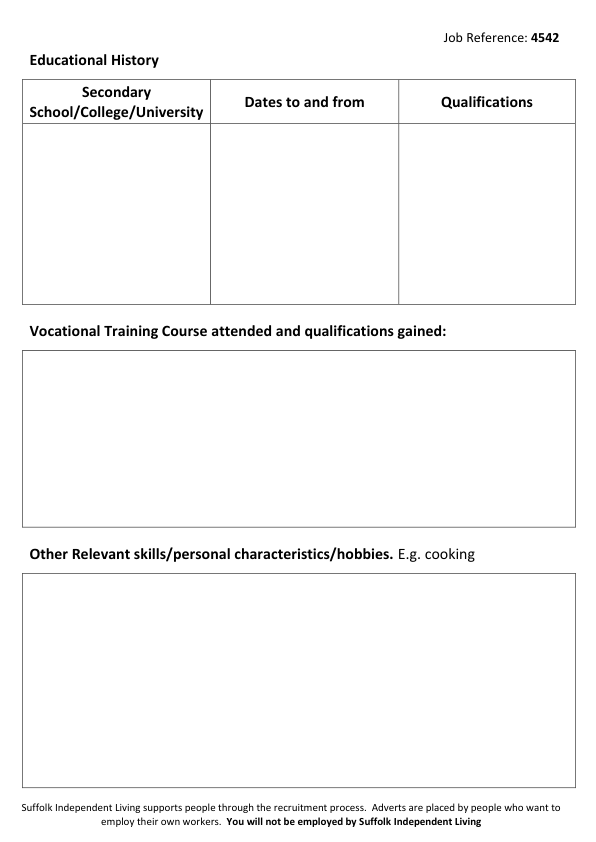 Job Reference: 4542
Educational History
Secondary
School/College/University
Dates to and from
Qualifications
Vocational Training Course attended and qualifications gained:
Other Relevant skills/personal characteristics/hobbies. E.g. cooking
Suffolk Independent Living supports people through the recruitment process.  Adverts are placed by people who want to
employ their own workers.  You will not be employed by Suffolk Independent Living